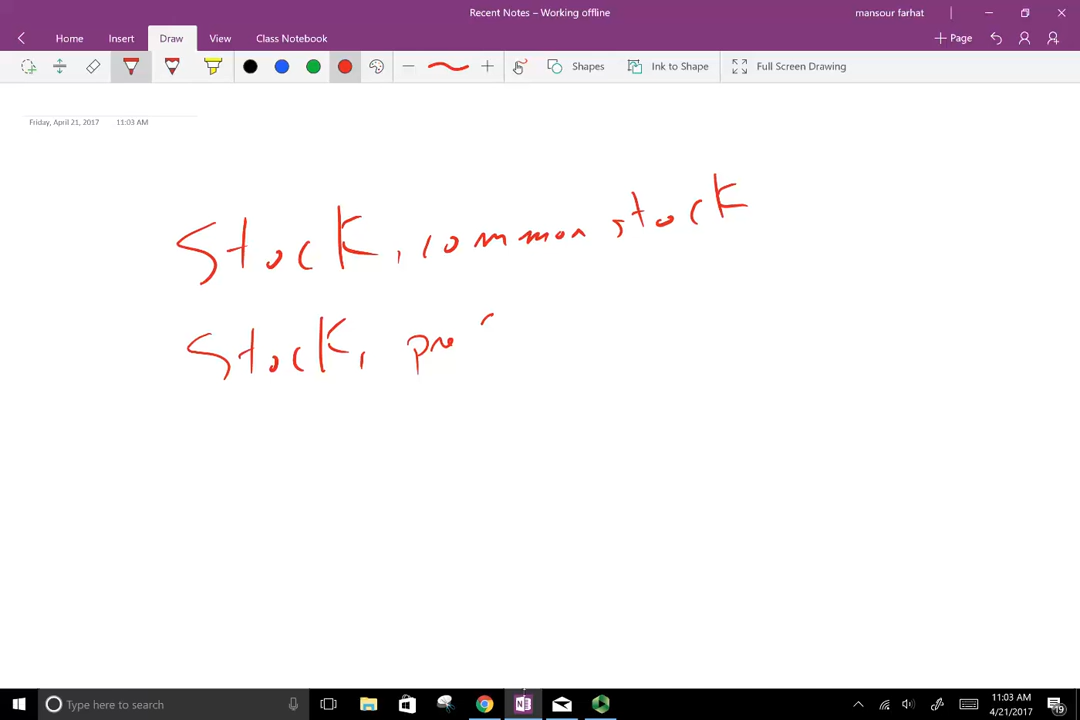 Recent Notes – Working offline
mansour farhat
Home Insert Draw View Class Notebook
Page
Shapes Ink to Shape Full Screen Drawing
Friday, April 21, 2017 11:03 AM
Stock, common stock
Stock, pre
Type here to search
11:03 AM
4/21/2017
19